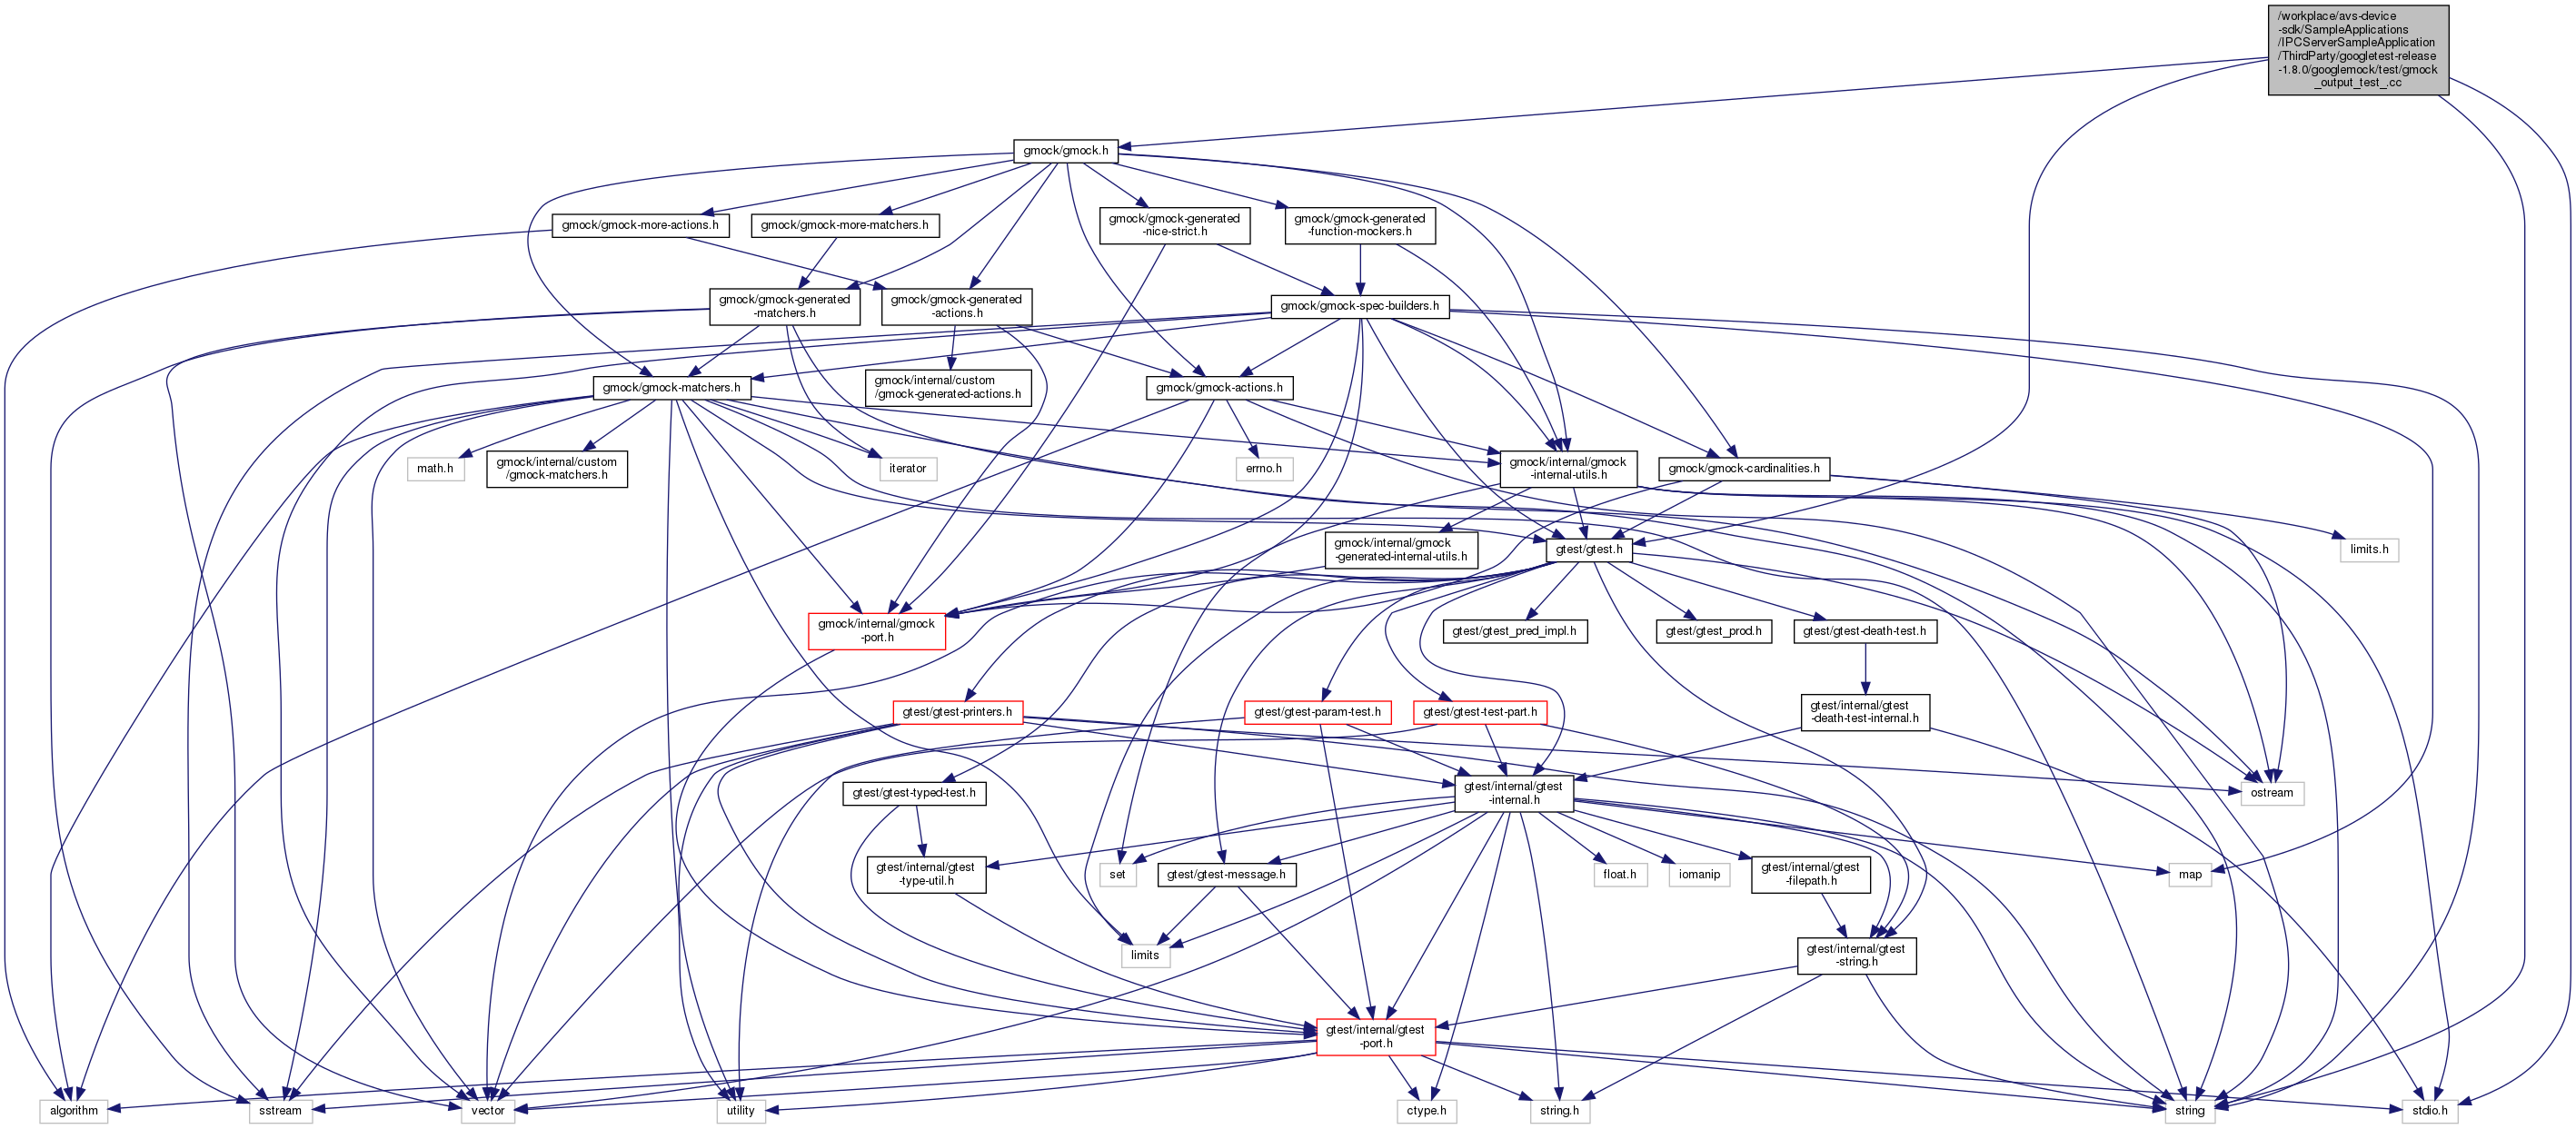 /workplace/avs-device
-sdk/SampleApplications
/IPCServerSampleApplication
/ThirdParty/googletest-release
-1.8.0/googlemock/test/gmock
_output_test_.cc
gmock/gmock.h
gmock/gmock-more-actions.h
gmock/gmock-more-matchers.h
gmock/gmock-generated
-nice-strict.h
gmock/gmock-generated
-function-mockers.h
gmock/gmock-generated
-matchers.h
gmock/gmock-generated
-actions.h
gmock/gmock-spec-builders.h
gmock/gmock-matchers.h
gmock/internal/custom
/gmock-generated-actions.h
gmock/gmock-actions.h
math.h
gmock/internal/custom
/gmock-matchers.h
iterator
errno.h
gmock/internal/gmock
-internal-utils.h
gmock/gmock-cardinalities.h
gmock/internal/gmock
-generated-internal-utils.h
gtest/gtest.h
limits.h
gmock/internal/gmock
-port.h
gtest/gtest_pred_impl.h
gtest/gtest_prod.h
gtest/gtest-death-test.h
gtest/gtest-printers.h
gtest/gtest-param-test.h
gtest/gtest-test-part.h
gtest/internal/gtest
-death-test-internal.h
gtest/gtest-typed-test.h
gtest/internal/gtest
-internal.h
ostream
gtest/internal/gtest
-type-util.h
set
gtest/gtest-message.h
float.h
iomanip
gtest/internal/gtest
-filepath.h
map
limits
gtest/internal/gtest
-string.h
gtest/internal/gtest
-port.h
algorithm
sstream
vector
utility
ctype.h
string.h
string
stdio.h